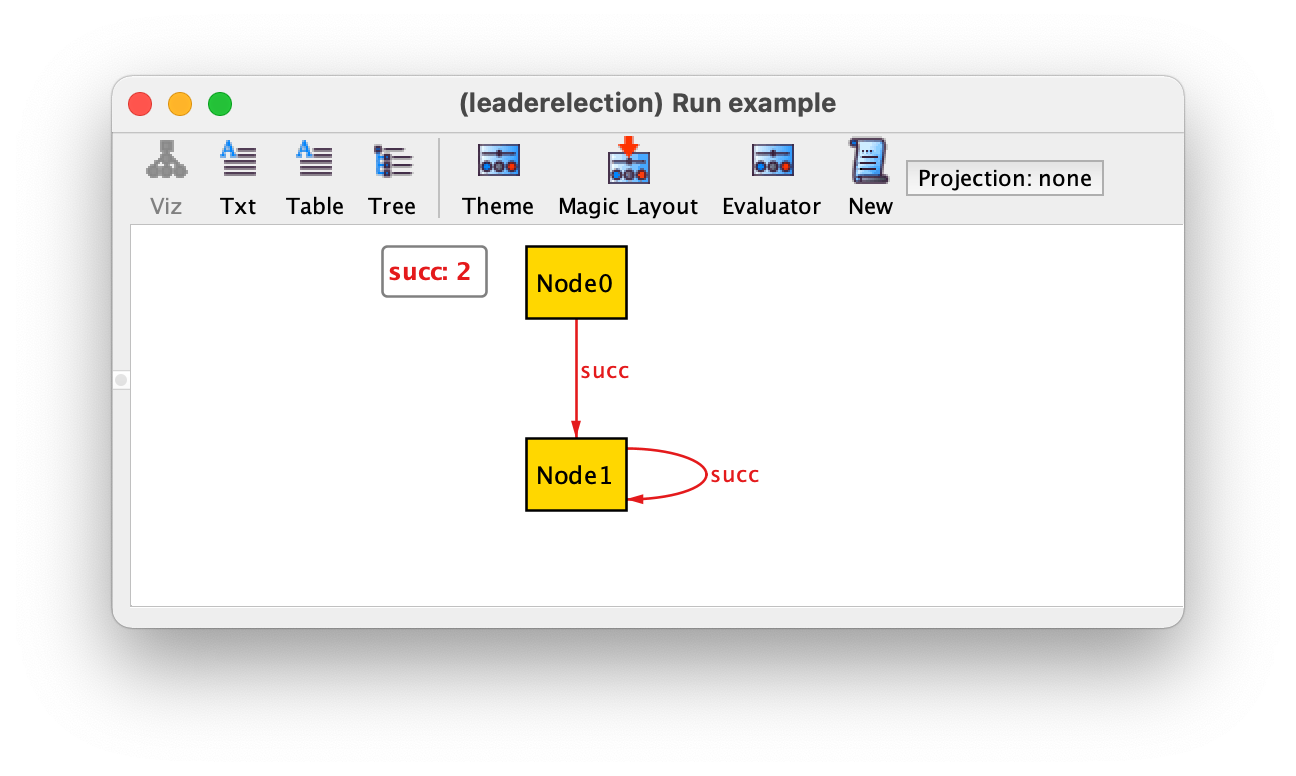 (leaderelection) Run example
Viz Txt Table Tree Theme Magic Layout Evaluator New Projection: none
succ: 2
Node0
succ
Node1
succ